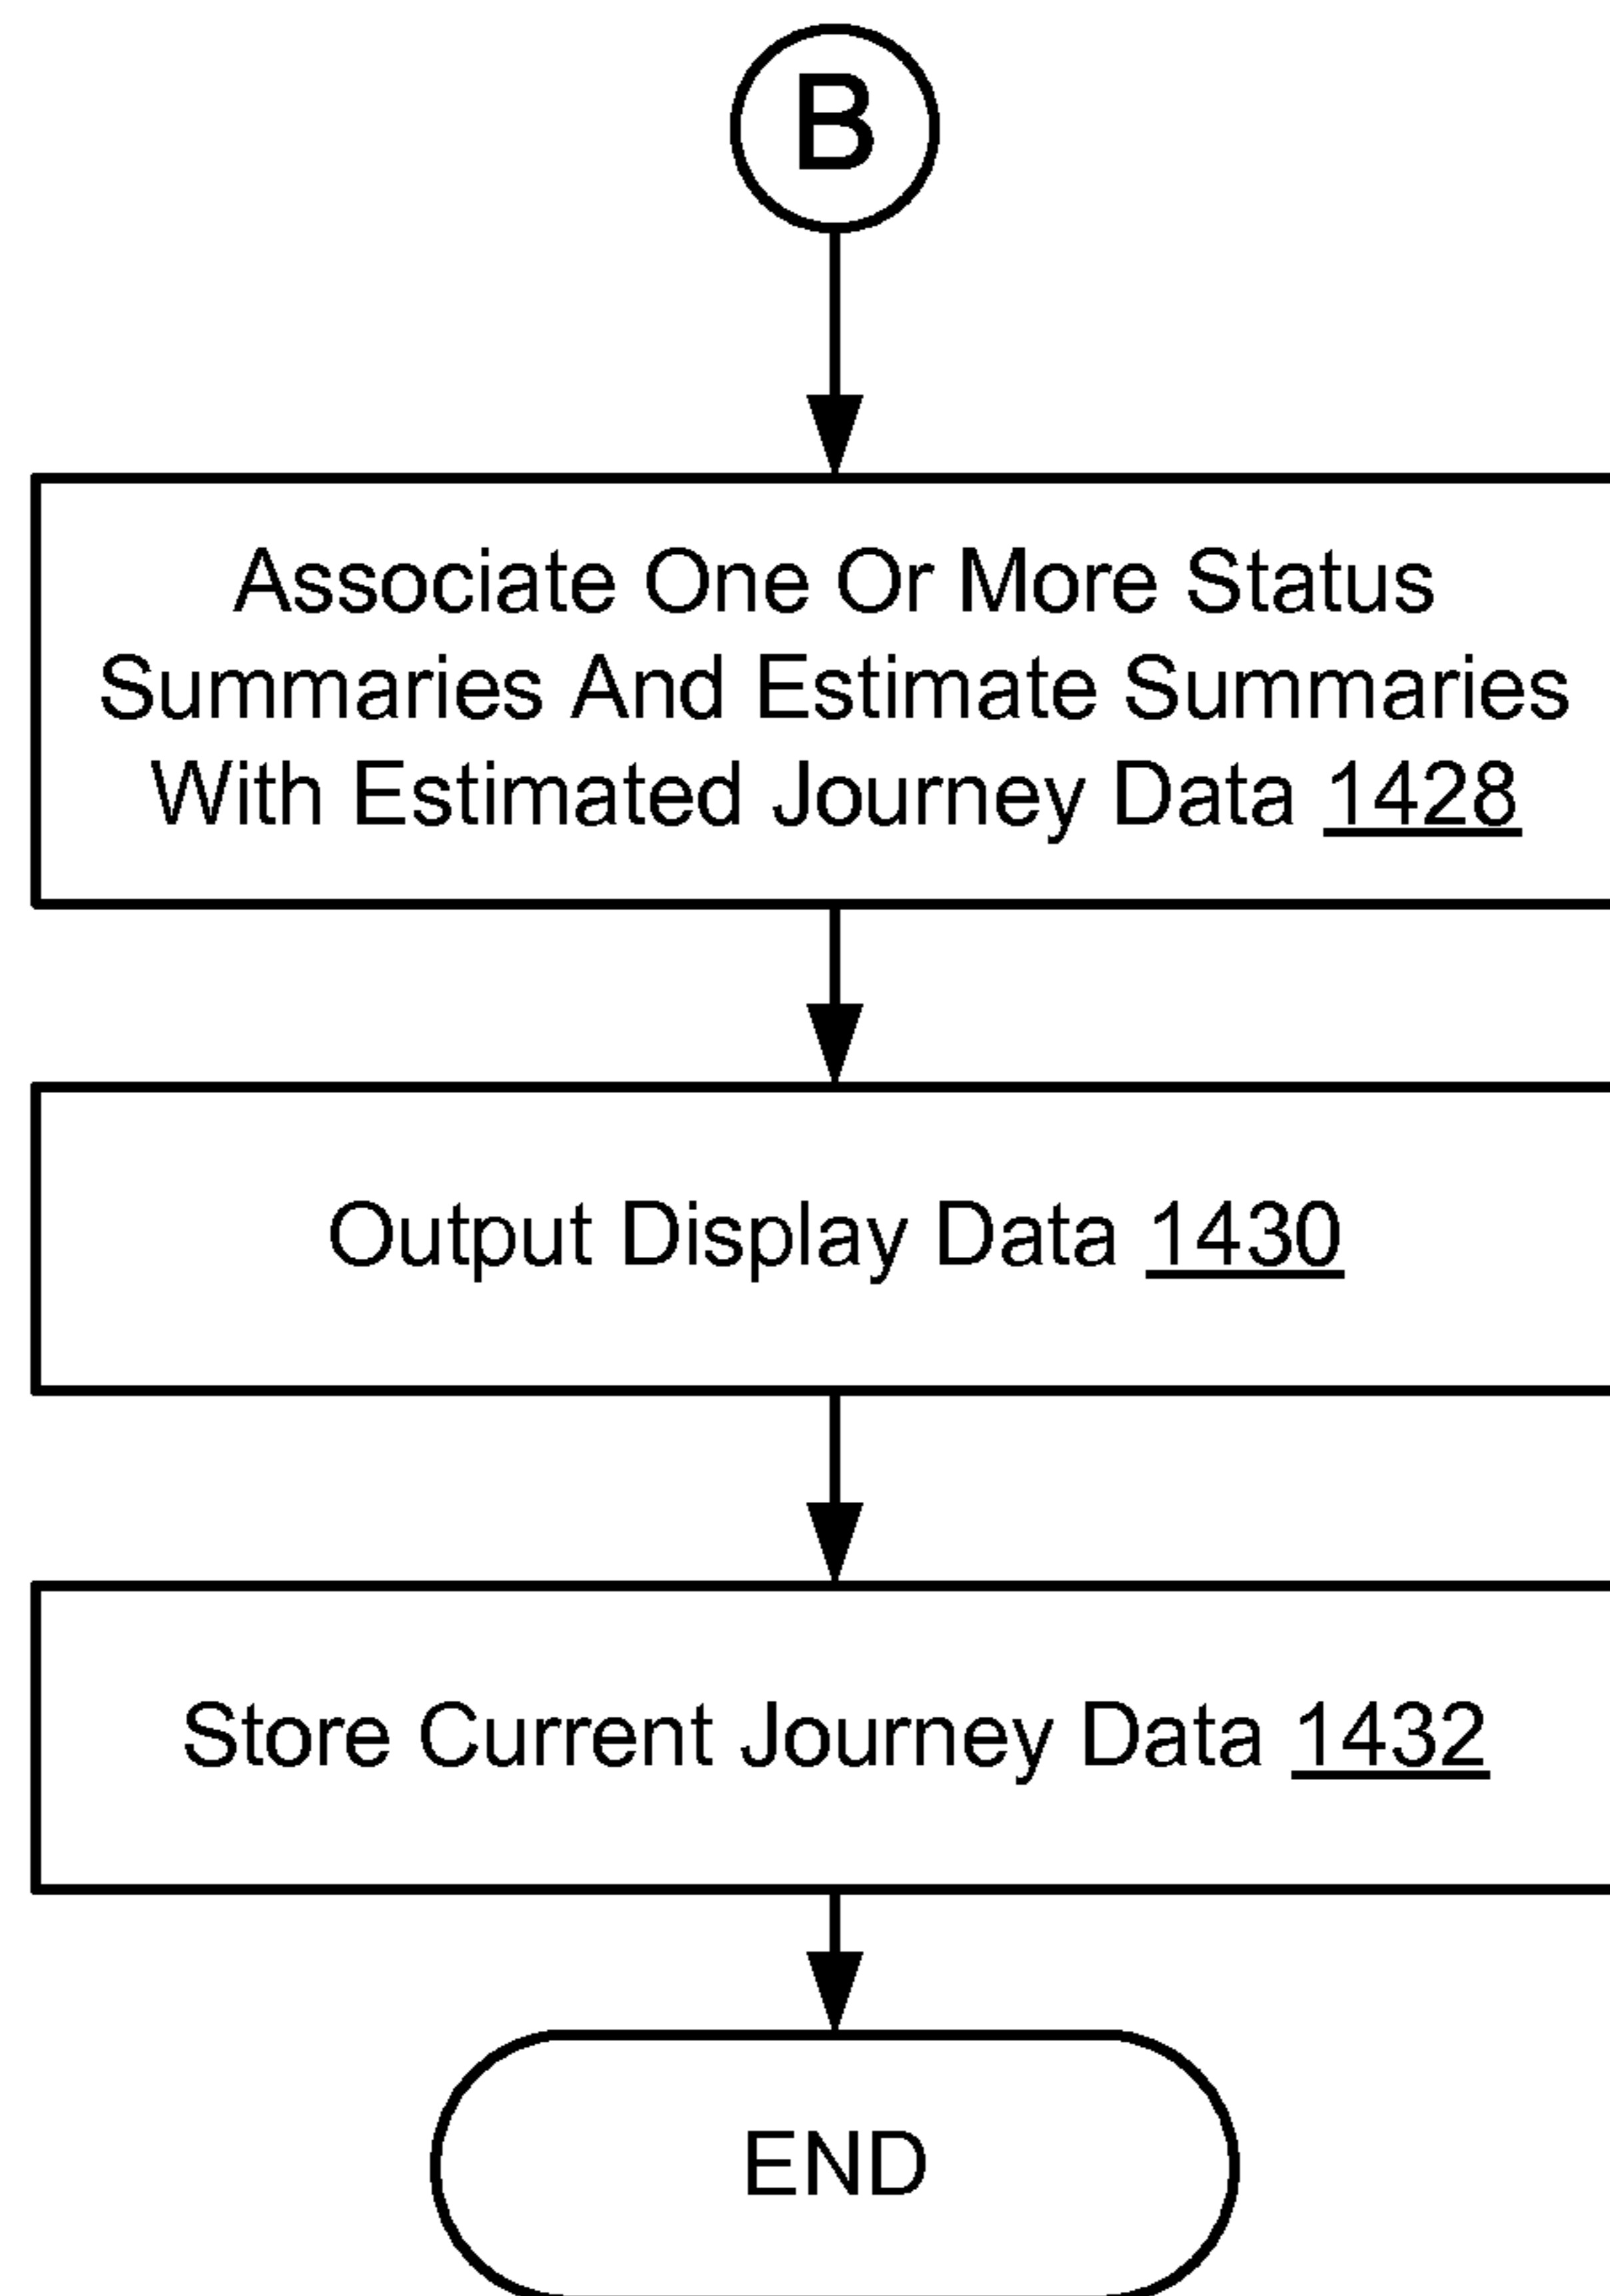 B
Associate One Or More Status
Summaries And Estimate Summaries
With Estimated Journey Data 1428
Output Display Data 1430
Store Current Journey Data 1432
END